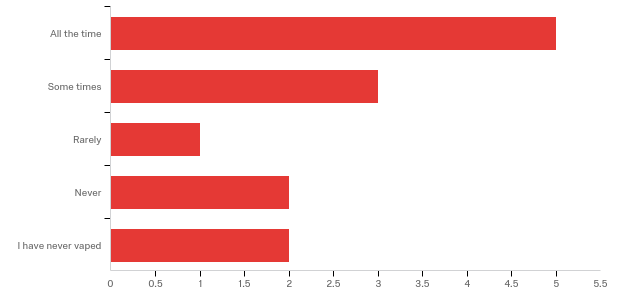 All the time
Some times
Rarely
Never
I have never vaped
0 0.5 1 1.5 2 2.5 3 3.5 4 4.5 5 5.5